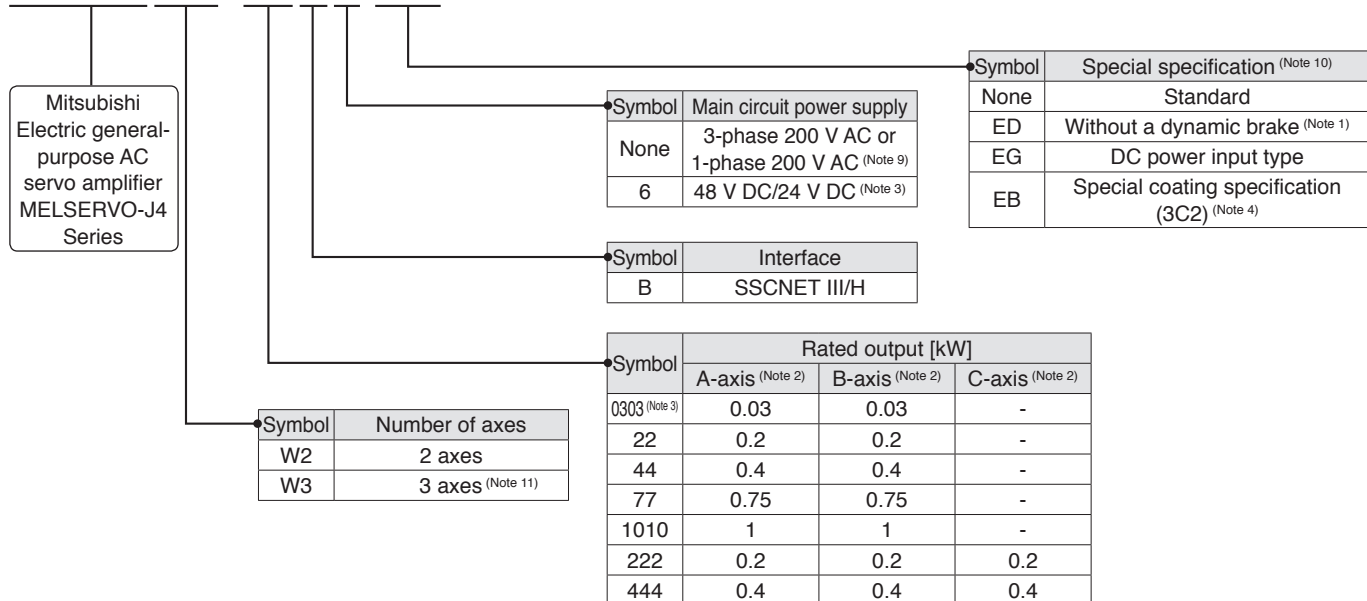 Mitsubishi
Electric general-
purpose AC
servo amplifier
MELSERVO-J4
Series
Symbol Special specification (Note 10)
None Standard
ED Without a dynamic brake (Note 1)
EG DC power input type
EB Special coating specification
(3C2) (Note 4)
Symbol Main circuit power supply
None 3-phase 200 V AC or
1-phase 200 V AC (Note 9)
6 48 V DC/24 V DC (Note 3)
Symbol Interface
B SSCNET III/H
Symbol Rated output [kW]
A-axis (Note 2) B-axis (Note 2) C-axis (Note 2)
0303 (Note 3) 0.03 0.03 -
22 0.2 0.2 -
44 0.4 0.4 -
77 0.75 0.75 -
1010 1 1 -
222 0.2 0.2 0.2
444 0.4 0.4 0.4
Symbol Number of axes
W2 2 axes
W3 3 axes (Note 11)